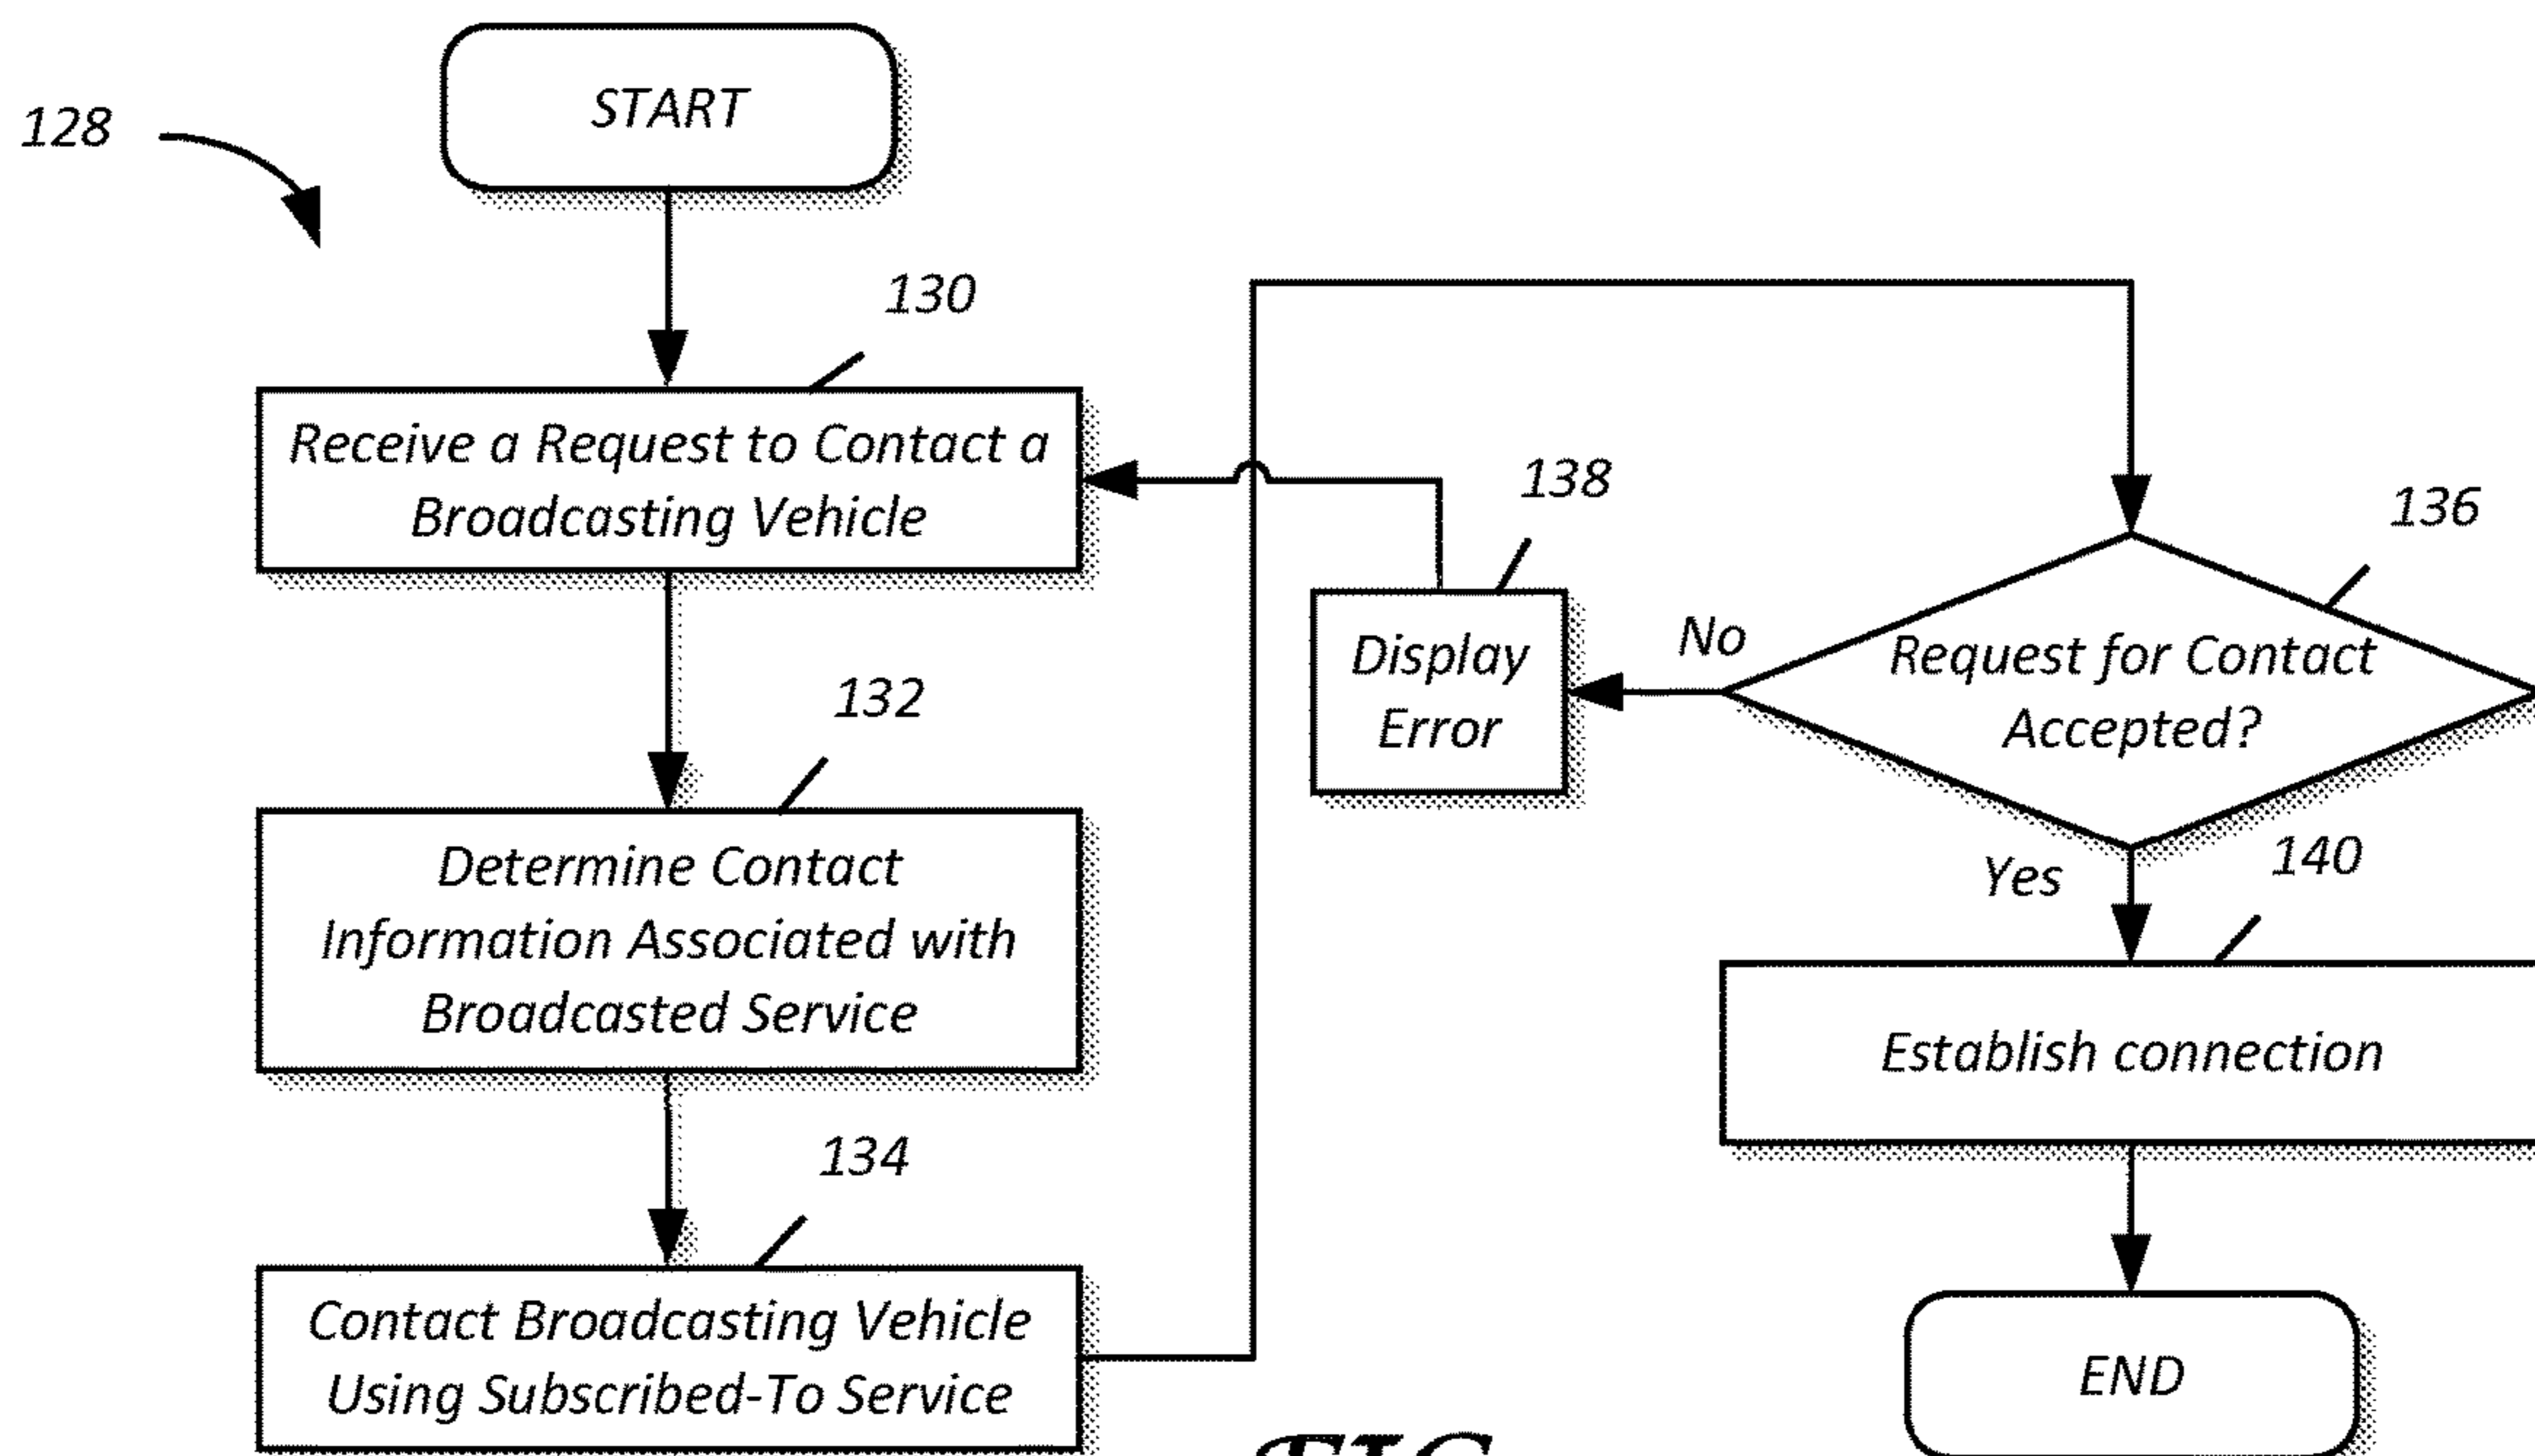 START
128
130
Receive a Request to Contact a
Broadcasting Vehicle
132
Determine Contact
Information Associated with
Broadcasted Service
134
Contact Broadcasting Vehicle
Using Subscribed-To Service
136
Request for Contact
Accepted?
No
138
Display
Error
Yes
140
Establish connection
END